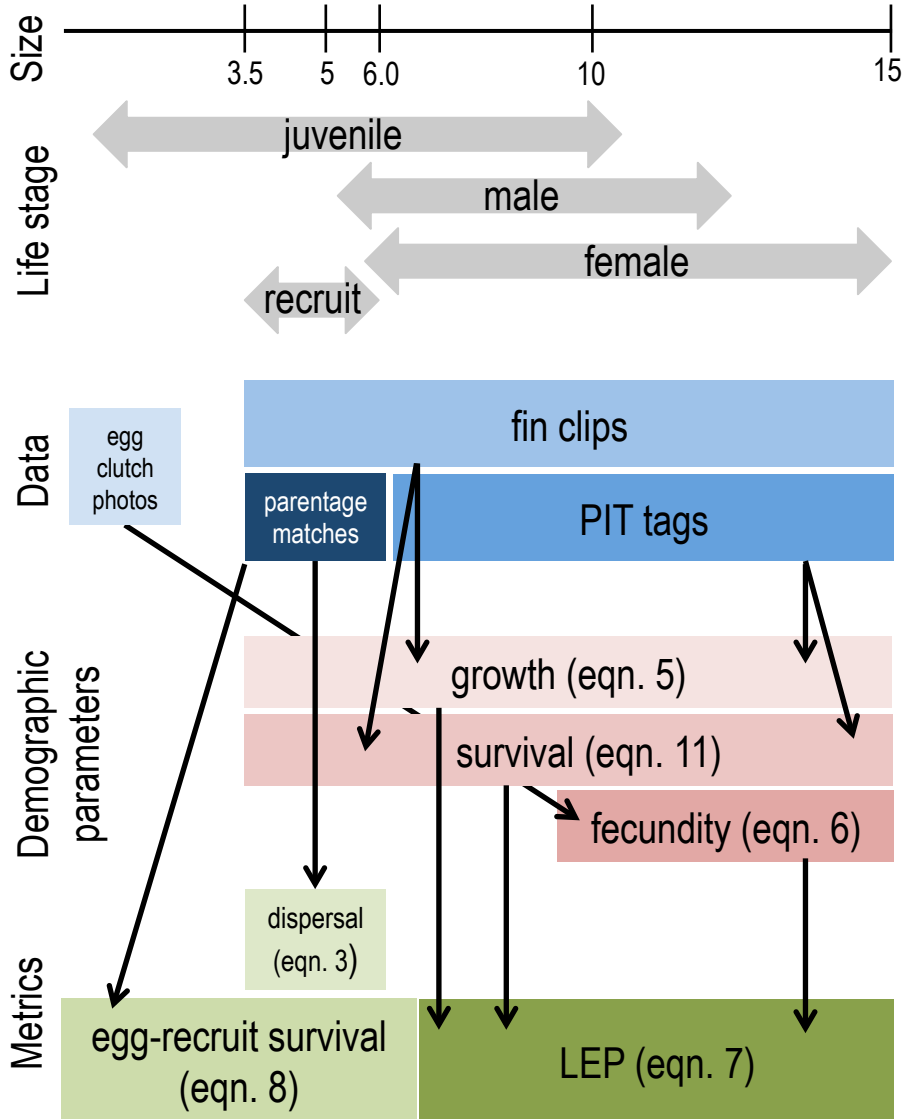 Size
3.5
5
6.0
10
15
Life stage
juvenile
male
female
recruit
Data
egg
clutch
photos
fin clips
parentage
matches
PIT tags
Demographic
parameters
growth (eqn. 5)
survival (eqn. 11)
fecundity (eqn. 6)
Metrics
dispersal
(eqn. 3)
egg-recruit survival
(eqn. 8)
LEP (eqn. 7)